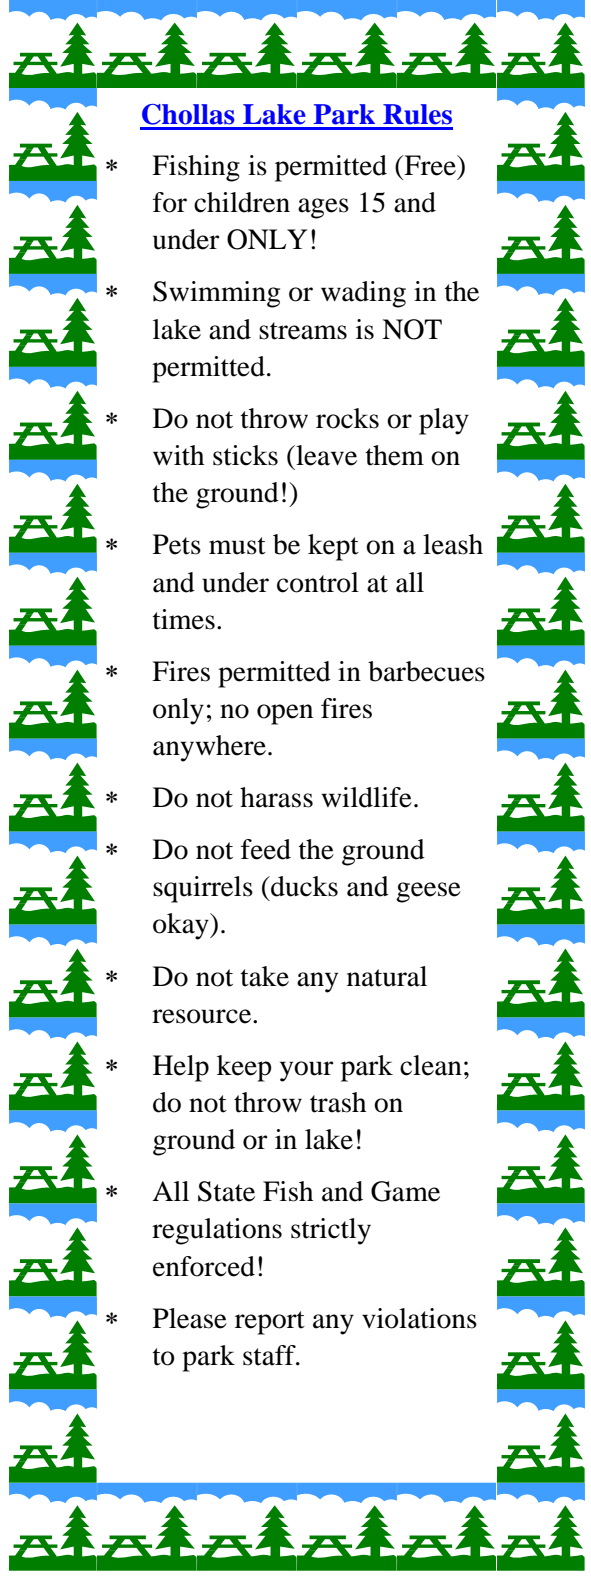 Chollas Lake Park Rules
* Fishing is permitted (Free)
for children ages 15 and
under ONLY!
* Swimming or wading in the
lake and streams is NOT
permitted.
* Do not throw rocks or play
with sticks (leave them on
the ground!)
* Pets must be kept on a leash
and under control at all
times.
* Fires permitted in barbecues
only; no open fires
anywhere.
* Do not harass wildlife.
* Do not feed the ground
squirrels (ducks and geese
okay).
* Do not take any natural
resource.
* Help keep your park clean;
do not throw trash on
ground or in lake!
* All State Fish and Game
regulations strictly
enforced!
* Please report any violations
to park staff.